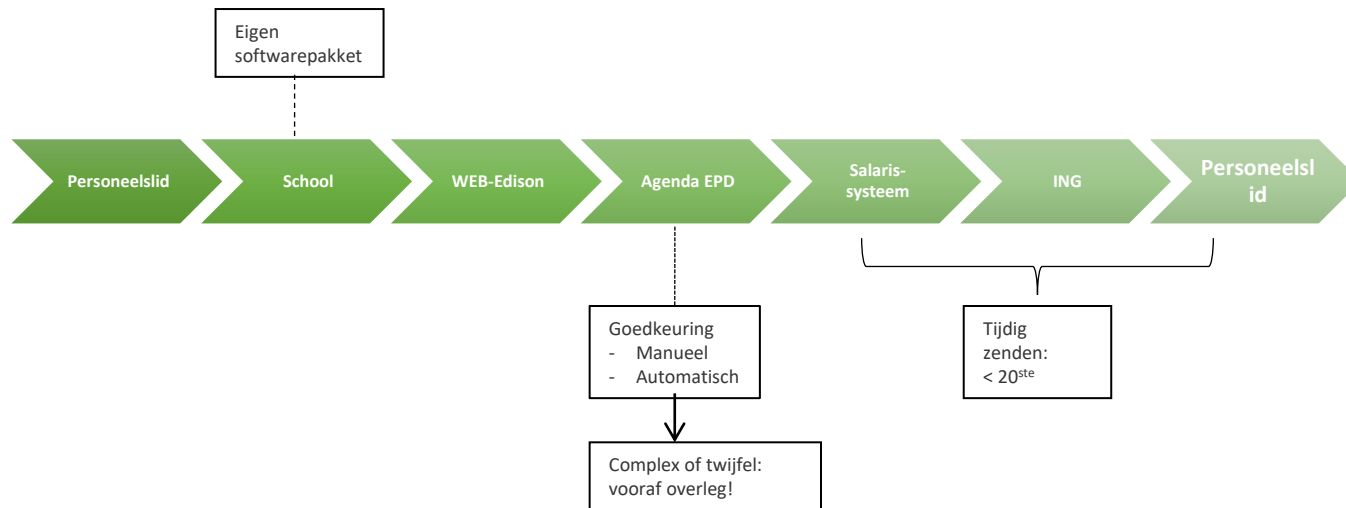 Eigen
softwarepakket
Personeelslid
School
WEB-Edison
Agenda EPD
Salaris-
systeem
ING
Personeelsl
id
Goedkeuring
- Manueel
- Automatisch
Tijdig
zenden:
< 20ste
Complex of twijfel:
vooraf overleg!